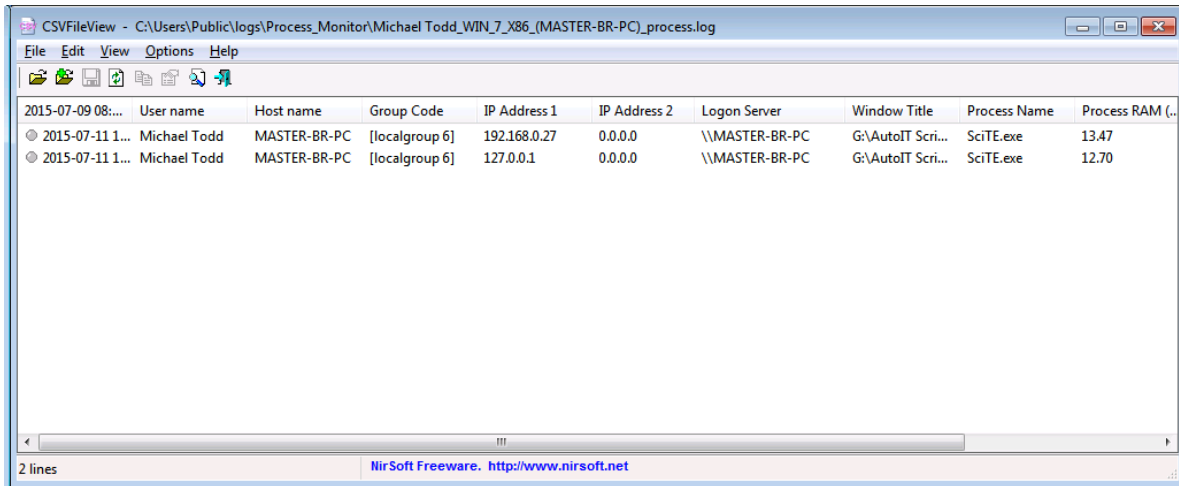 CSVFileView - C:\Users\Public\logs\Process_Monitor\Michael Todd_WIN_7_X86_(MASTER-BR-PC)_process.log
File Edit View Options Help
2015-07-09 08:... User name Host name Group Code IP Address 1 IP Address 2 Logon Server Window Title Process Name Process RAM (...
2015-07-11 1... Michael Todd MASTER-BR-PC [localgroup 6] 192.168.0.27 0.0.0.0 \\MASTER-BR-PC G:\AutoIT Scri... SciTE.exe 13.47
2015-07-11 1... Michael Todd MASTER-BR-PC [localgroup 6] 127.0.0.1 0.0.0.0 \\MASTER-BR-PC G:\AutoIT Scri... SciTE.exe 12.70
2 lines NirSoft Freeware. http://www.nirsoft.net